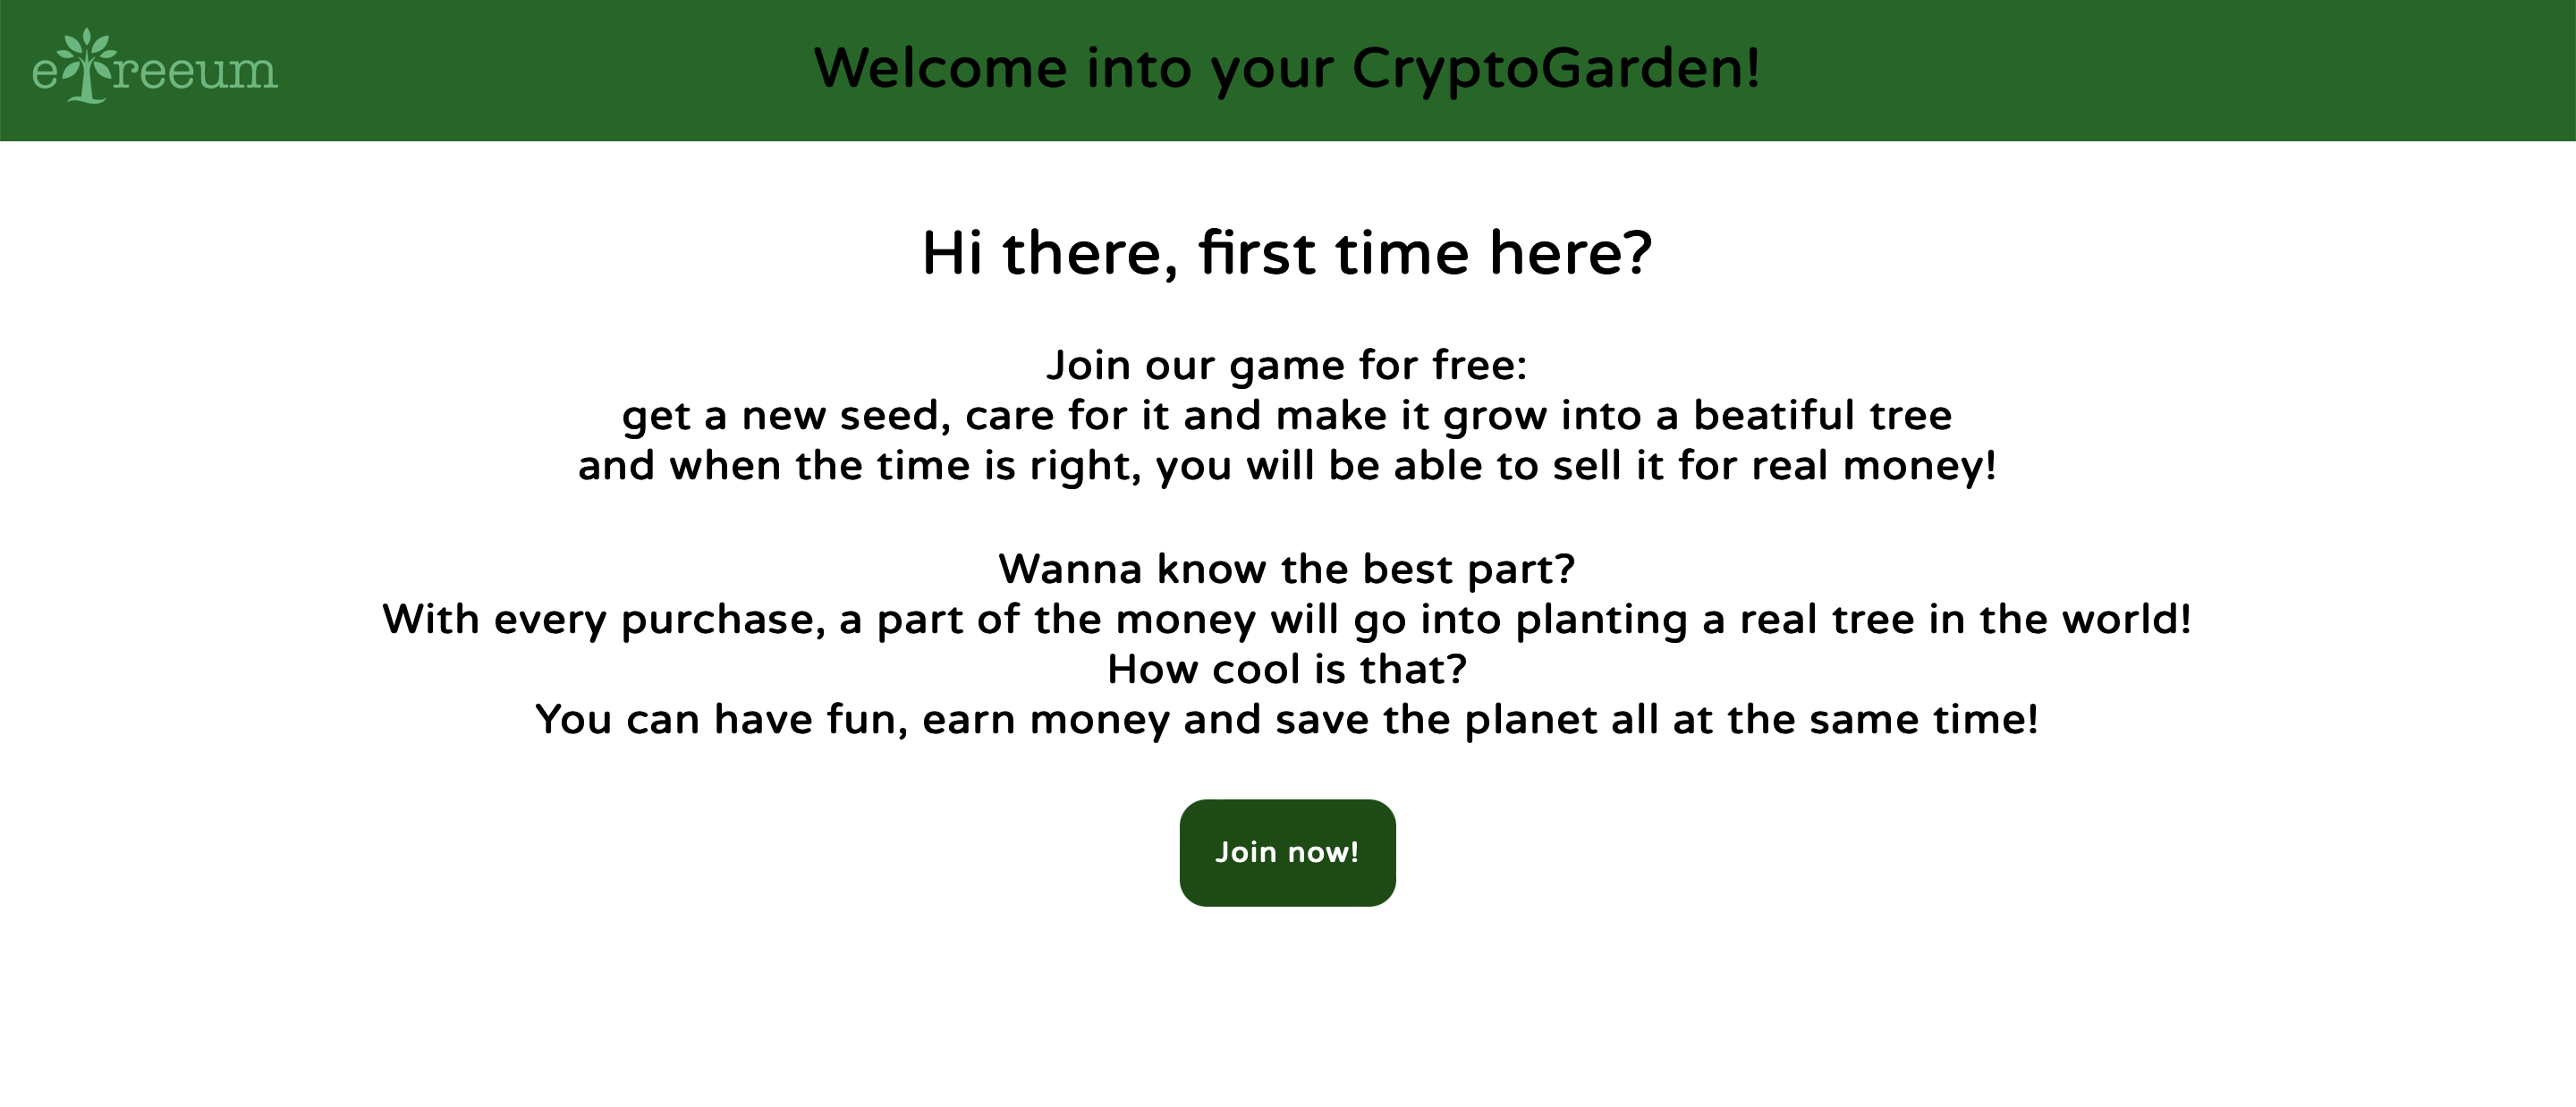 etreeum
Welcome into your CryptoGarden!
Hi there, first time here?
Join our game for free:
get a new seed, care for it and make it grow into a beatiful tree
and when the time is right, you will be able to sell it for real money!
Wanna know the best part?
With every purchase, a part of the money will go into planting a real tree in the world!
How cool is that?
You can have fun, earn money and save the planet all at the same time!
Join now!